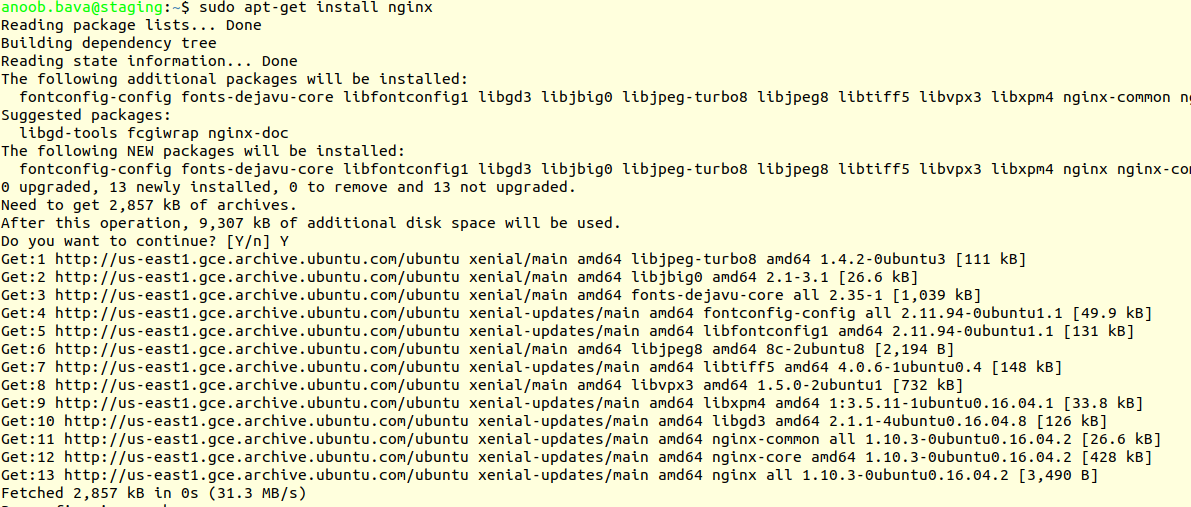 anoob.bava@staging:~$ sudo apt-get install nginx
Reading package lists... Done
Building dependency tree
Reading state information... Done
The following additional packages will be installed:
  fontconfig-config fonts-dejavu-core libfontconfig1 libgd3 libjbig0 libjpeg-turbo8 libjpeg8 libtiff5 libvpx3 libxpm4 nginx-common
Suggested packages:
  libgd-tools fcgiwrap nginx-doc
The following NEW packages will be installed:
  fontconfig-config fonts-dejavu-core libfontconfig1 libgd3 libjbig0 libjpeg-turbo8 libjpeg8 libtiff5 libvpx3 libxpm4 nginx
0 upgraded, 13 newly installed, 0 to remove and 13 not upgraded.
Need to get 2,857 kB of archives.
After this operation, 9,307 kB of additional disk space will be used.
Do you want to continue? [Y/n] Y
Get:1 http://us-east1.gce.archive.ubuntu.com/ubuntu xenial/main amd64 libjpeg-turbo8 amd64 1.4.2-0ubuntu3 [111 kB]
Get:2 http://us-east1.gce.archive.ubuntu.com/ubuntu xenial/main amd64 libjbig0 amd64 2.1-3.1 [26.6 kB]
Get:3 http://us-east1.gce.archive.ubuntu.com/ubuntu xenial/main amd64 fonts-dejavu-core all 2.35-1 [1,039 kB]
Get:4 http://us-east1.gce.archive.ubuntu.com/ubuntu xenial-updates/main amd64 fontconfig-config all 2.11.94-0ubuntu1.1 [49.9 kB]
Get:5 http://us-east1.gce.archive.ubuntu.com/ubuntu xenial-updates/main amd64 libfontconfig1 amd64 2.11.94-0ubuntu1.1 [131 kB]
Get:6 http://us-east1.gce.archive.ubuntu.com/ubuntu xenial/main amd64 libjpeg8 amd64 8c-2ubuntu8 [2,194 B]
Get:7 http://us-east1.gce.archive.ubuntu.com/ubuntu xenial-updates/main amd64 libtiff5 amd64 4.0.6-1ubuntu0.4 [148 kB]
Get:8 http://us-east1.gce.archive.ubuntu.com/ubuntu xenial/main amd64 libvpx3 amd64 1.5.0-2ubuntu1 [732 kB]
Get:9 http://us-east1.gce.archive.ubuntu.com/ubuntu xenial-updates/main amd64 libxpm4 amd64 1:3.5.11-1ubuntu0.16.04.1 [33.8 kB]
Get:10 http://us-east1.gce.archive.ubuntu.com/ubuntu xenial-updates/main amd64 libgd3 amd64 2.1.1-4ubuntu0.16.04.8 [126 kB]
Get:11 http://us-east1.gce.archive.ubuntu.com/ubuntu xenial-updates/main amd64 nginx-common all 1.10.3-0ubuntu0.16.04.2 [26.6 kB]
Get:12 http://us-east1.gce.archive.ubuntu.com/ubuntu xenial-updates/main amd64 nginx-core amd64 1.10.3-0ubuntu0.16.04.2 [428 kB]
Get:13 http://us-east1.gce.archive.ubuntu.com/ubuntu xenial-updates/main amd64 nginx all 1.10.3-0ubuntu0.16.04.2 [3,490 B]
Fetched 2,857 kB in 0s (31.3 MB/s)